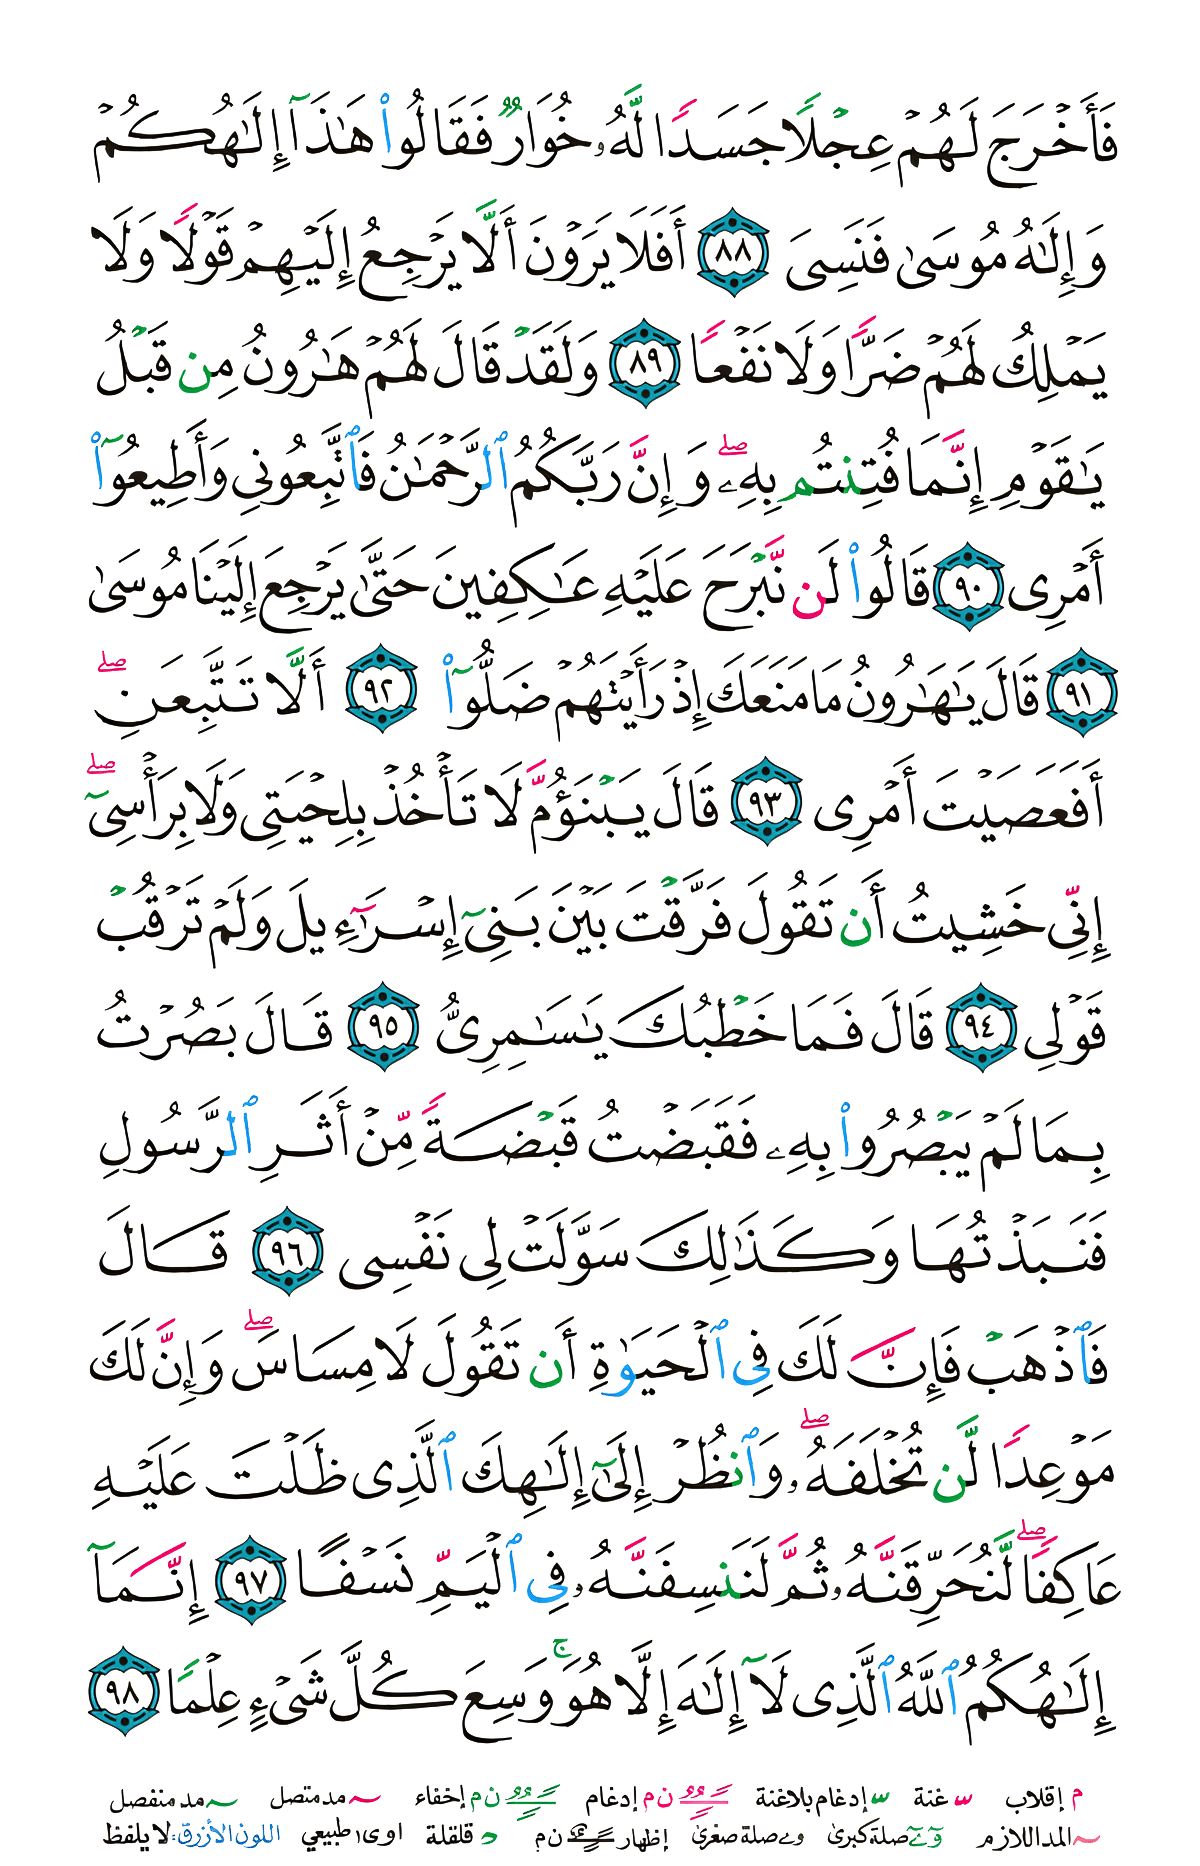 فَأَخۡرَجَ لَهُمۡ عِجۡلٗا جَسَدٗا لَّهُۥ خُوَارٞ فَقَالُواْ هَٰذَآ إِلَٰهُكُمۡ
وَإِلَٰهُ مُوسَىٰ فَنَسِيَ ٨٨ أَفَلَا يَرَوۡنَ أَلَّا يَرۡجِعُ إِلَيۡهِمۡ قَوۡلٗا وَلَا
يَمۡلِكُ لَهُمۡ ضَرّٗا وَلَا نَفۡعٗا ٨٩ وَلَقَدۡ قَالَ لَهُمۡ هَٰرُونُ مِن قَبۡلُ
يَٰقَوۡمِ إِنَّمَا فُتِنتُم بِهِۦۖ وَإِنَّ رَبَّكُمُ ٱلرَّحۡمَٰنُ فَٱتَّبِعُونِي وَأَطِيعُوٓاْ
أَمۡرِي ٩٠ قَالُواْ لَن نَّبۡرَحَ عَلَيۡهِ عَٰكِفِينَ حَتَّىٰ يَرۡجِعَ إِلَيۡنَا مُوسَىٰ
٩١ قَالَ يَٰهَٰرُونُ مَا مَنَعَكَ إِذۡ رَأَيۡتَهُمۡ ضَلُّوٓاْ ٩٢ أَلَّا تَتَّبِعَنِۖ
أَفَعَصَيۡتَ أَمۡرِي ٩٣ قَالَ يَبۡنَؤُمَّ لَا تَأۡخُذۡ بِلِحۡيَتِي وَلَا بِرَأۡسِيٓۖ
إِنِّي خَشِيتُ أَن تَقُولَ فَرَّقۡتَ بَيۡنَ بَنِيٓ إِسۡرَٰٓءِيلَ وَلَمۡ تَرۡقُبۡ
قَوۡلِي ٩٤ قَالَ فَمَا خَطۡبُكَ يَٰسَٰمِرِيُّ ٩٥ قَالَ بَصُرۡتُ
بِمَا لَمۡ يَبۡصُرُواْ بِهِۦ فَقَبَضۡتُ قَبۡضَةٗ مِّنۡ أَثَرِ ٱلرَّسُولِ
فَنَبَذۡتُهَا وَكَذَٰلِكَ سَوَّلَتۡ لِي نَفۡسِي ٩٦ قَالَ
فَٱذۡهَبۡ فَإِنَّ لَكَ فِي ٱلۡحَيَوٰةِ أَن تَقُولَ لَا مِسَاسَۖ وَإِنَّ لَكَ
مَوۡعِدٗا لَّن تُخۡلَفَهُۥۖ وَٱنظُرۡ إِلَىٰٓ إِلَٰهِكَ ٱلَّذِي ظَلۡتَ عَلَيۡهِ
عَاكِفٗاۖ لَّنُحَرِّقَنَّهُۥ ثُمَّ لَنَنسِفَنَّهُۥ فِي ٱلۡيَمِّ نَسۡفًا ٩٧ إِنَّمَآ
إِلَٰهُكُمُ ٱللَّهُ ٱلَّذِي لَآ إِلَٰهَ إِلَّا هُوَۚ وَسِعَ كُلَّ شَيۡءٍ عِلۡمٗا ٩٨
م إقلاب غنة إدغام بلاغنة ن م إدغام ن م إخفاء مد متصل مد منفصل
المد اللازم و ے صلة كبرى و ے صلة صغرى إظهار ن م قلقلة ا و ى طبيعي اللون الأزرق: لا يلفظ